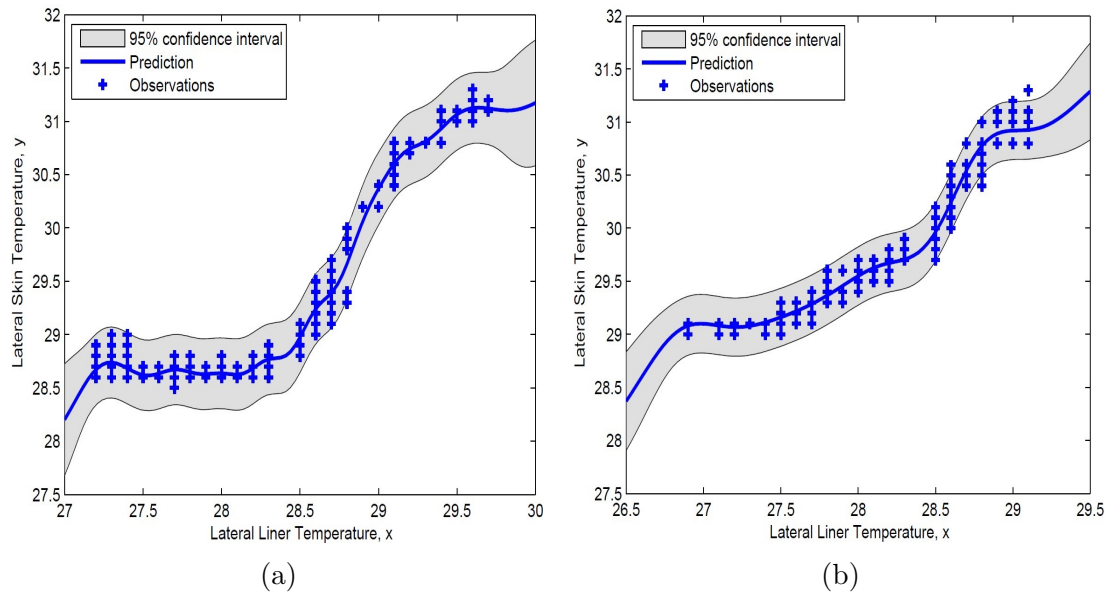 32
31.5
31
30.5
30
29.5
29
28.5
28
27.5
Lateral Skin Temperature, y
95% confidence interval
Prediction
Observations
27 27.5 28 28.5 29 29.5 30
Lateral Liner Temperature, x
(a)
32
31.5
31
30.5
30
29.5
29
28.5
28
27.5
Lateral Skin Temperature, y
95% confidence interval
Prediction
Observations
26.5 27 27.5 28 28.5 29 29.5
Lateral Liner Temperature, x
(b)